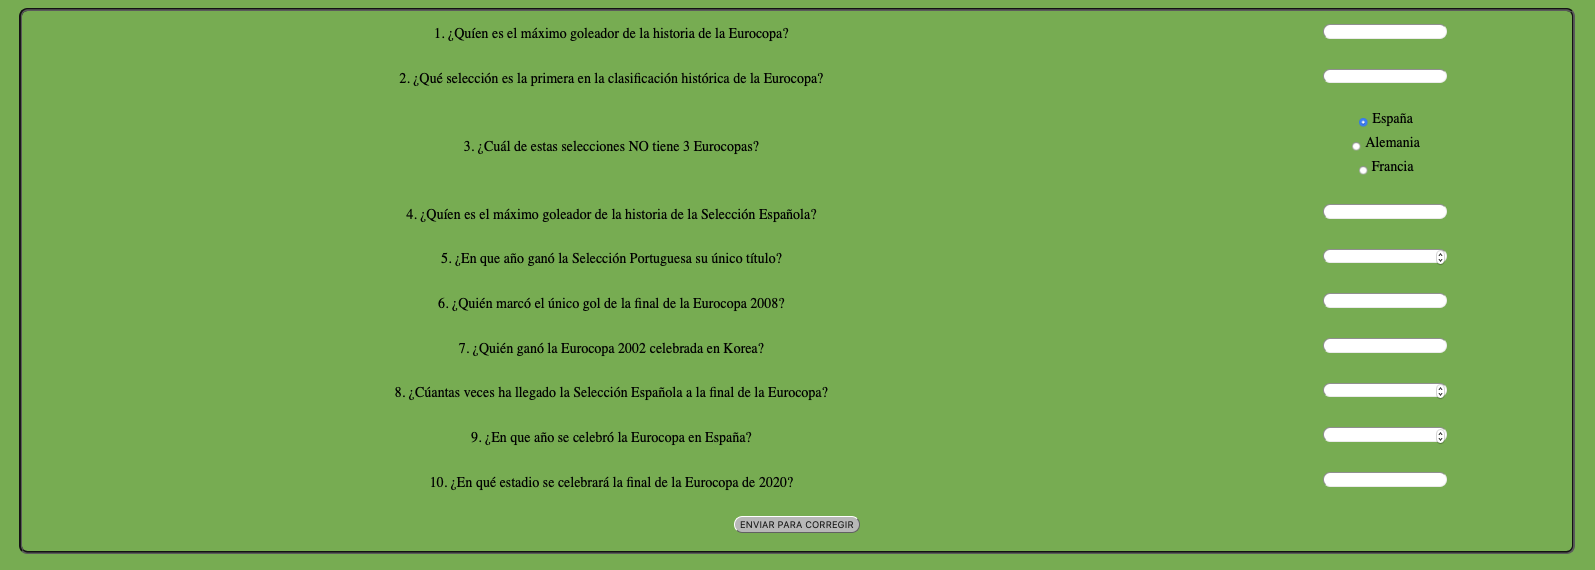 1. ¿Quíen es el máximo goleador de la historia de la Eurocopa?
2. ¿Qué selección es la primera en la clasificación histórica de la Eurocopa?
3. ¿Cuál de estas selecciones NO tiene 3 Eurocopas?
España
Alemania
Francia
4. ¿Quíen es el máximo goleador de la historia de la Selección Española?
5. ¿En que año ganó la Selección Portuguesa su único título?
6. ¿Quién marcó el único gol de la final de la Eurocopa 2008?
7. ¿Quién ganó la Eurocopa 2002 celebrada en Korea?
8. ¿Cúantas veces ha llegado la Selección Española a la final de la Eurocopa?
9. ¿En que año se celebró la Eurocopa en España?
10. ¿En qué estadio se celebrará la final de la Eurocopa de 2020?
ENVIAR PARA CORREGIR